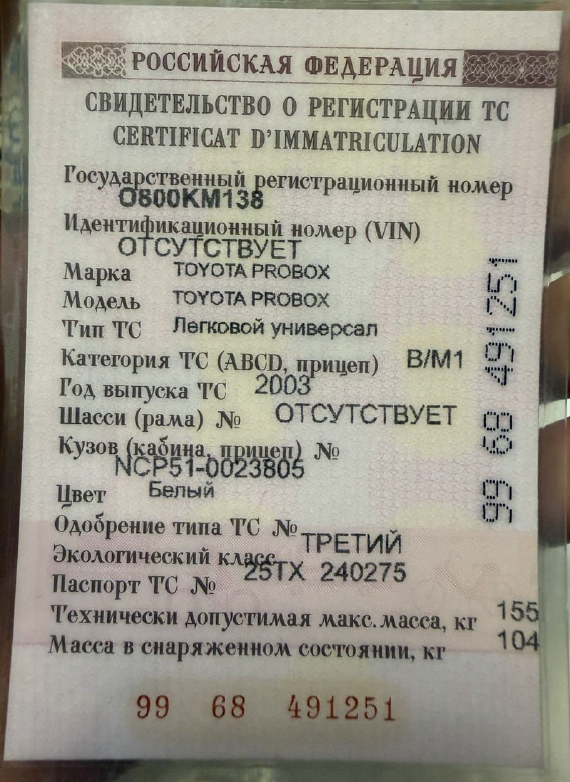 РОССИЙСКАЯ ФЕДЕРАЦИЯ
СВИДЕТЕЛЬСТВО О РЕГИСТРАЦИИ ТС
CERTIFICAT D'IMMATRICULATION
Государственный регистрационный номер
О800КМ138
Идентификационный номер (VIN)
ОТСУТСТВУЕТ
Марка TOYOTA PROBOX
Модель TOYOTA PROBOX
Тип ТС Легковой универсал
Категория ТС (ABCD, прицеп) B/M1
Год выпуска ТС 2003
Шасси (рама) № ОТСУТСТВУЕТ
Кузов (кабина, прицеп) №
NCP51-0023805
Цвет Белый
Одобрение типа ТС №
Экологический класс ТРЕТИЙ
Паспорт ТС № 25ТХ 240275
Технически допустимая макс. масса, кг 155
Масса в снаряженном состоянии, кг 104
99 68 491251
99 68 491251